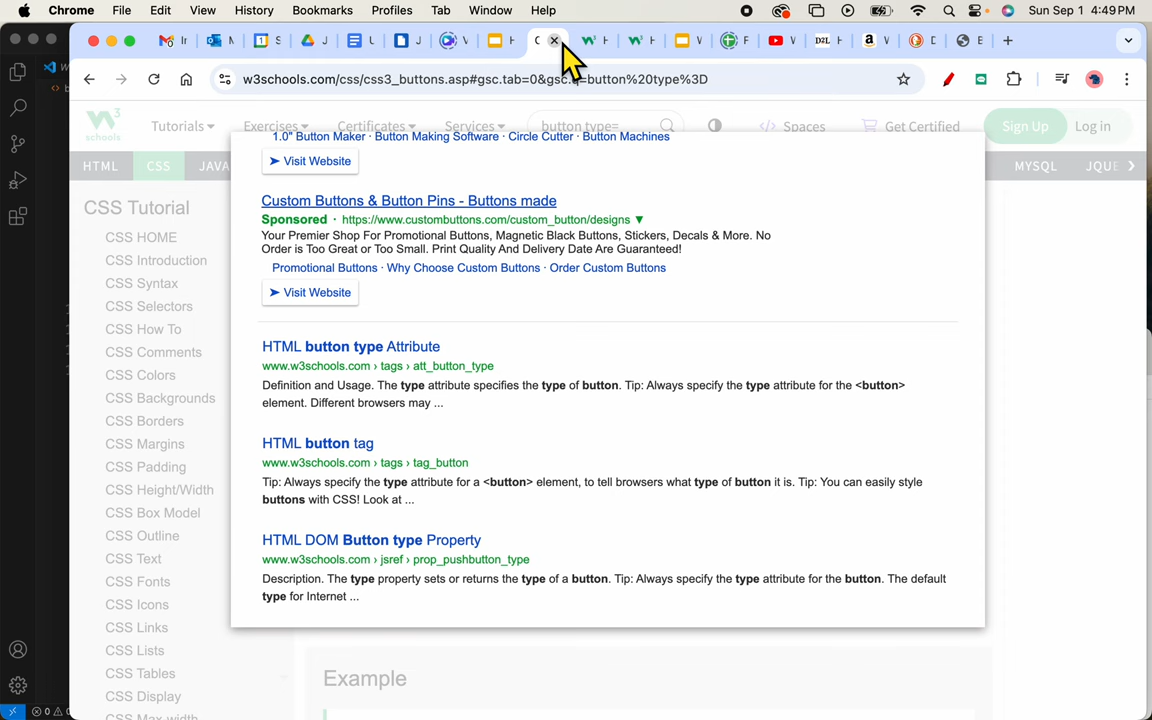 Chrome File Edit View History Bookmarks Profiles Tab Window Help Sun Sep 1 4:49 PM
w3schools.com/css/css3_buttons.asp#gsc.tab=0&gsc.q=button%20type%3D
schools Tutorials Exercises Certificates Services button type= Spaces Get Certified Sign Up Log in
HTML CSS JAVA MYSQL JQUE
CSS Tutorial
CSS HOME
CSS Introduction
CSS Syntax
CSS Selectors
CSS How To
CSS Comments
CSS Colors
CSS Backgrounds
CSS Borders
CSS Margins
CSS Padding
CSS Height/Width
CSS Box Model
CSS Outline
CSS Text
CSS Fonts
CSS Icons
CSS Links
CSS Lists
CSS Tables
CSS Display
CSS Max-width
1.0" Button Maker · Button Making Software · Circle Cutter · Button Machines
➤ Visit Website
Custom Buttons & Button Pins - Buttons made
Sponsored · https://www.custombuttons.com/custom_button/designs ▼
Your Premier Shop For Promotional Buttons, Magnetic Black Buttons, Stickers, Decals & More. No
Order is Too Great or Too Small. Print Quality And Delivery Date Are Guaranteed!
Promotional Buttons · Why Choose Custom Buttons · Order Custom Buttons
➤ Visit Website
HTML button type Attribute
www.w3schools.com › tags › att_button_type
Definition and Usage. The type attribute specifies the type of button. Tip: Always specify the type attribute for the <button>
element. Different browsers may ...
HTML button tag
www.w3schools.com › tags › tag_button
Tip: Always specify the type attribute for a <button> element, to tell browsers what type of button it is. Tip: You can easily style
buttons with CSS! Look at ...
HTML DOM Button type Property
www.w3schools.com › jsref › prop_pushbutton_type
Description. The type property sets or returns the type of a button. Tip: Always specify the type attribute for the button. The default
type for Internet ...
Example